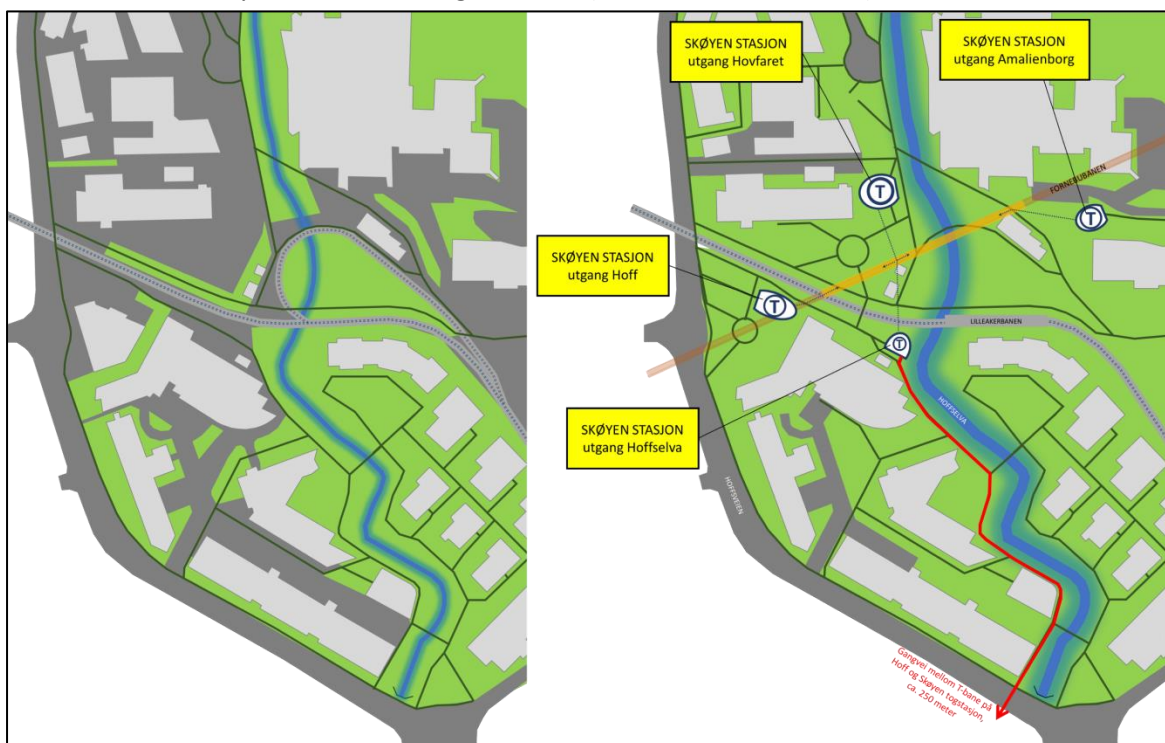 SKØYEN STASJON
utgang Hovfaret
SKØYEN STASJON
utgang Amalienborg
FORNEBUBANEN
T
T
SKØYEN STASJON
utgang Hoff
T
LILLEAKERBANEN
T
HOFFSELVA
SKØYEN STASJON
utgang Hoffselva
HOFFSVEIEN
Gangvei mellom T-bane på
Hoff og Skøyen togstasjon,
ca. 250 meter